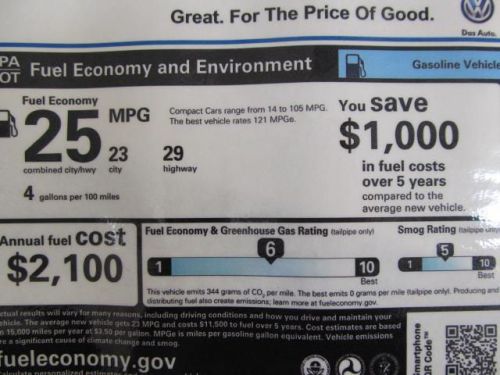 Great. For The Price Of Good.
Das Auto.
PA
OT
Fuel Economy and Environment
Gasoline Vehicle
Fuel Economy
25 MPG
combined city/hwy
23
city
29
highway
4 gallons per 100 miles
Compact Cars range from 14 to 105 MPG.
The best vehicle rates 121 MPGe.
You save
$1,000
in fuel costs
over 5 years
compared to the
average new vehicle.
Annual fuel cost
$2,100
Fuel Economy & Greenhouse Gas Rating (tailpipe only)
6
1
10
Best
Smog Rating (tailpipe only)
5
1
10
Best
This vehicle emits 344 grams of CO2 per mile. The best emits 0 grams per mile (tailpipe only). Producing and
distributing fuel also create emissions; learn more at fueleconomy.gov.
ctual results will vary for many reasons, including driving conditions and how you drive and maintain your
vehicle. The average new vehicle gets 23 MPG and costs $11,500 to fuel over 5 years. Cost estimates are based
n 15,000 miles per year at $3.50 per gallon. MPGe is miles per gasoline gallon equivalent. Vehicle emissions
re a significant cause of climate change and smog.
fueleconomy.gov
Calculate personalized estimates and
Smartphone
QR Code™